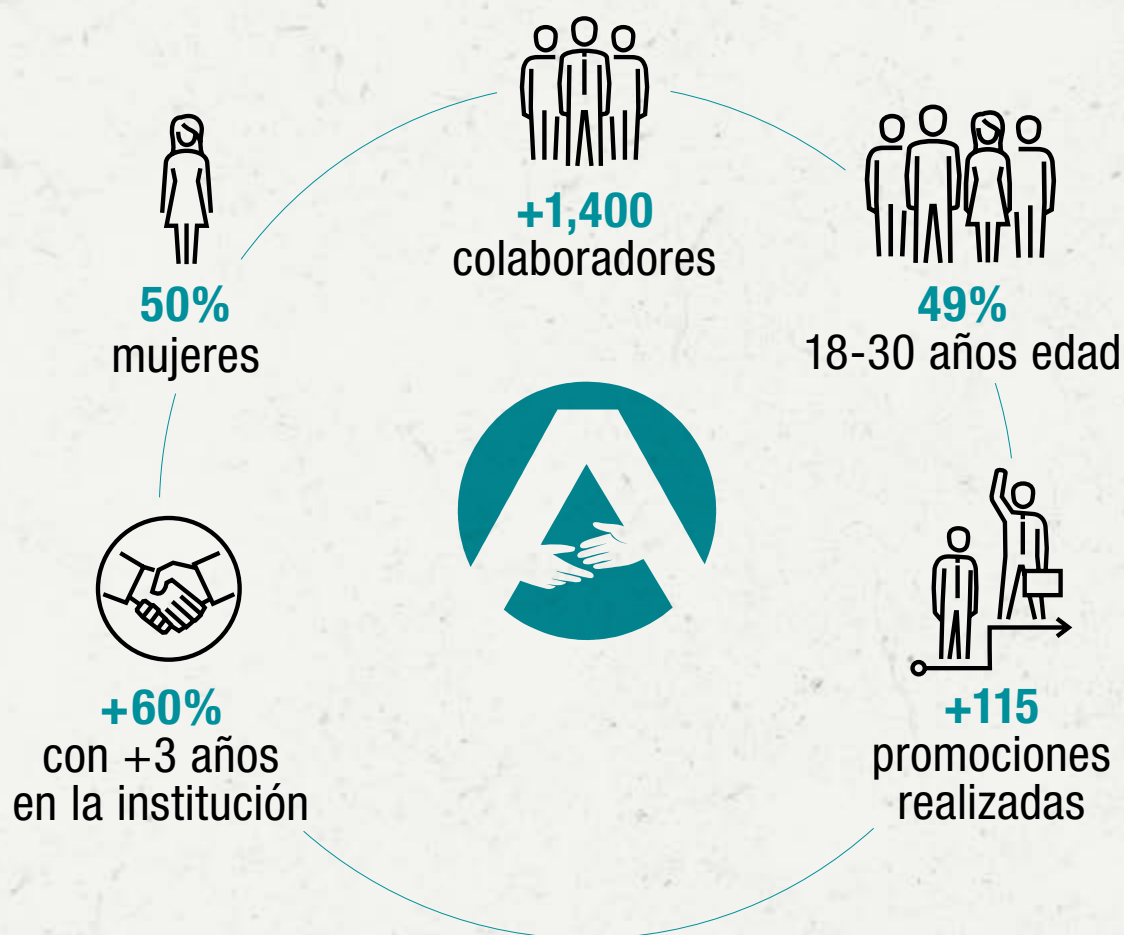 +1,400
colaboradores
50%
mujeres
49%
18-30 años edad
+60%
con +3 años
en la institución
+115
promociones
realizadas